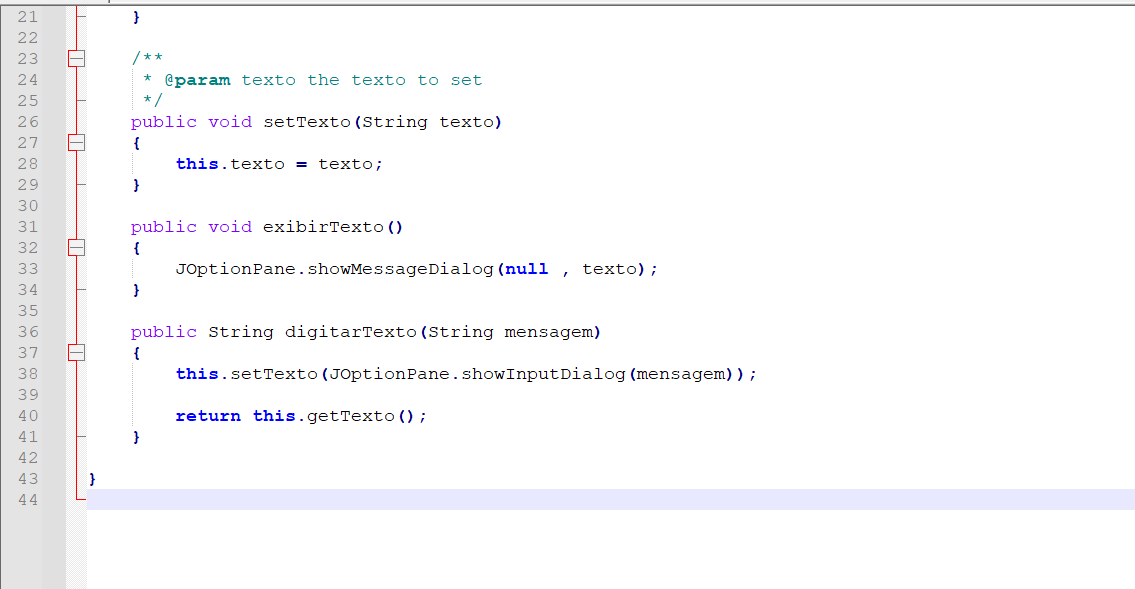 21 }
22
23 /**
24 * @param texto the texto to set
25 */
26 public void setTexto(String texto)
27 {
28 this.texto = texto;
29 }
30
31 public void exibirTexto()
32 {
33 JOptionPane.showMessageDialog(null , texto);
34 }
35
36 public String digitarTexto(String mensagem)
37 {
38 this.setTexto(JOptionPane.showInputDialog(mensagem));
39
40 return this.getTexto();
41 }
42
43 }
44